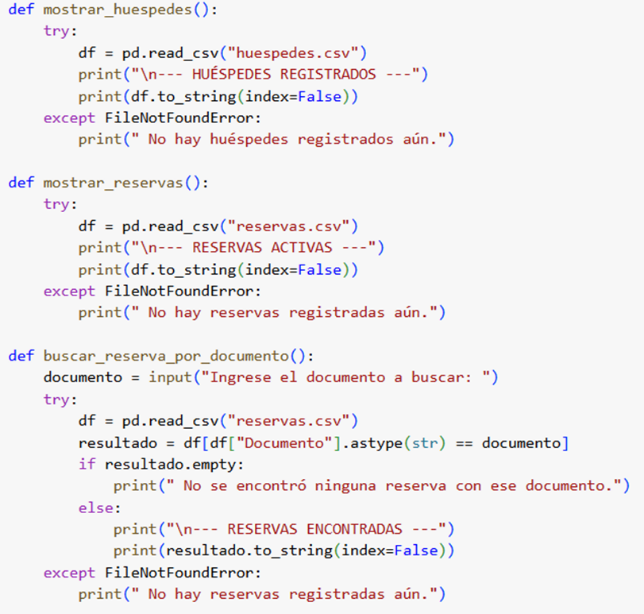 def mostrar_huespedes():
    try:
        df = pd.read_csv("huespedes.csv")
        print("\n--- HUÉSPEDES REGISTRADOS ---")
        print(df.to_string(index=False))
    except FileNotFoundError:
        print(" No hay huéspedes registrados aún.")

def mostrar_reservas():
    try:
        df = pd.read_csv("reservas.csv")
        print("\n--- RESERVAS ACTIVAS ---")
        print(df.to_string(index=False))
    except FileNotFoundError:
        print(" No hay reservas registradas aún.")

def buscar_reserva_por_documento():
    documento = input("Ingrese el documento a buscar: ")
    try:
        df = pd.read_csv("reservas.csv")
        resultado = df[df["Documento"].astype(str) == documento]
        if resultado.empty:
            print(" No se encontró ninguna reserva con ese documento.")
        else:
            print("\n--- RESERVAS ENCONTRADAS ---")
            print(resultado.to_string(index=False))
    except FileNotFoundError:
        print(" No hay reservas registradas aún.")